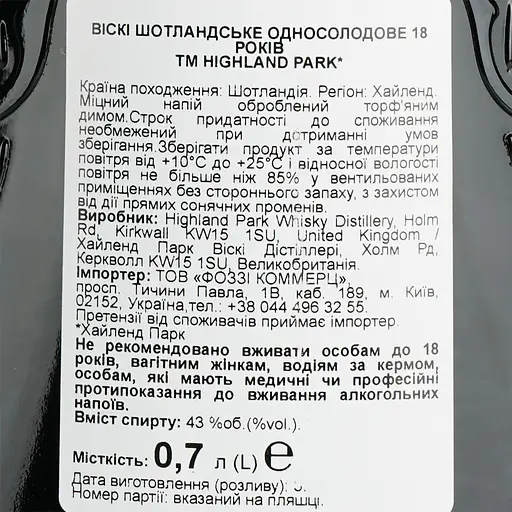 ВІСКІ ШОТЛАНДСЬКЕ ОДНОСОЛОДОВЕ 18
РОКІВ
ТМ HIGHLAND PARK*
Країна походження: Шотландія. Регіон: Хайленд.
Міцний напій оброблений торф'яним
димом.Строк придатності до споживання
необмежений при дотриманні умов
зберігання.Зберігати продукт за температури
повітря від +10°С до +25°С і відносної вологості
повітря не більше ніж 85% у вентильованих
приміщеннях без стороннього запаху, з захистом
від дії прямих сонячних променів.
Виробник: Highland Park Whisky Distillery, Holm
Rd, Kirkwall KW15 1SU, United Kingdom /
Хайленд Парк Віскі Дістіллері, Холм Рд,
Керкволл KW15 1SU, Великобританія.
Імпортер: ТОВ «ФОЗЗІ КОММЕРЦ»,
просп. Тичини Павла, 1В, каб. 189, м. Київ,
02152, Україна,тел.: +38 044 496 32 55.
Претензії від споживачів приймає імпортер.
*Хайленд Парк
Не рекомендовано вживати особам до 18
років, вагітним жінкам, водіям за кермом,
особам, які мають медичні чи професійні
протипоказання до вживання алкогольних
напоїв.
Вміст спирту: 43 %об.(%vol.).
Місткість: 0,7 л (L) ℮
Дата виготовлення (розливу):
Номер партії: вказаний на пляшці.